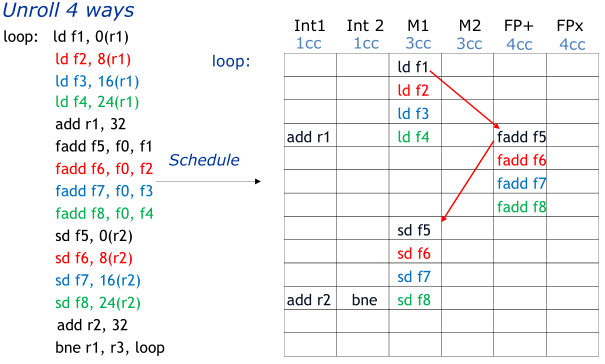 Unroll 4 ways
loop: ld f1, 0(r1)
ld f2, 8(r1)
ld f3, 16(r1)
ld f4, 24(r1)
add r1, 32
fadd f5, f0, f1
fadd f6, f0, f2
fadd f7, f0, f3
fadd f8, f0, f4
sd f5, 0(r2)
sd f6, 8(r2)
sd f7, 16(r2)
sd f8, 24(r2)
add r2, 32
bne r1, r3, loop
Schedule
loop:
Int1 Int 2 M1 M2 FP+ FPx
1cc 1cc 3cc 3cc 4cc 4cc
ld f1
ld f2
ld f3
add r1 ld f4 fadd f5
fadd f6
fadd f7
fadd f8
sd f5
sd f6
sd f7
add r2 bne sd f8